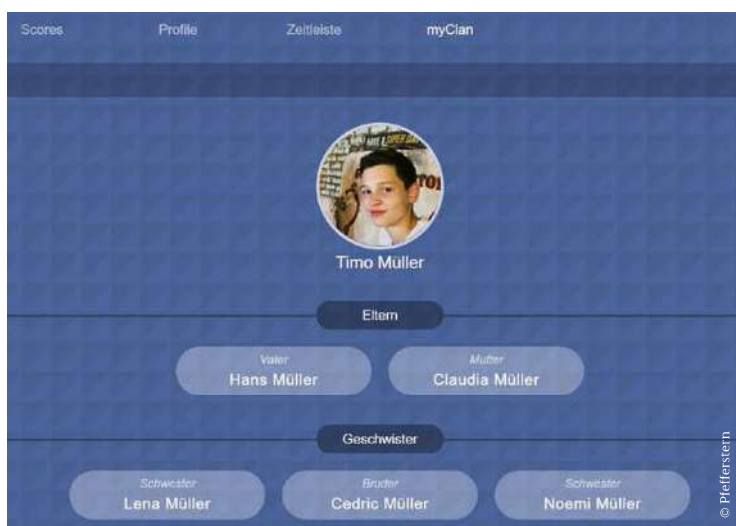 Scores Profile Zeitleiste myClan
Timo Müller
Eltern
Vater Mutter
Hans Müller Claudia Müller
Geschwister
Schwester Bruder Schwester
Lena Müller Cedric Müller Noemi Müller
© Pfefferstern